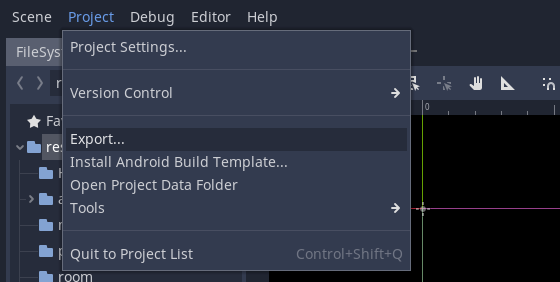 Scene Project Debug Editor Help
FileSys
Project Settings...
Version Control
Export...
Install Android Build Template...
Open Project Data Folder
Tools
Quit to Project List Control+Shift+Q
Fa
res
room
0